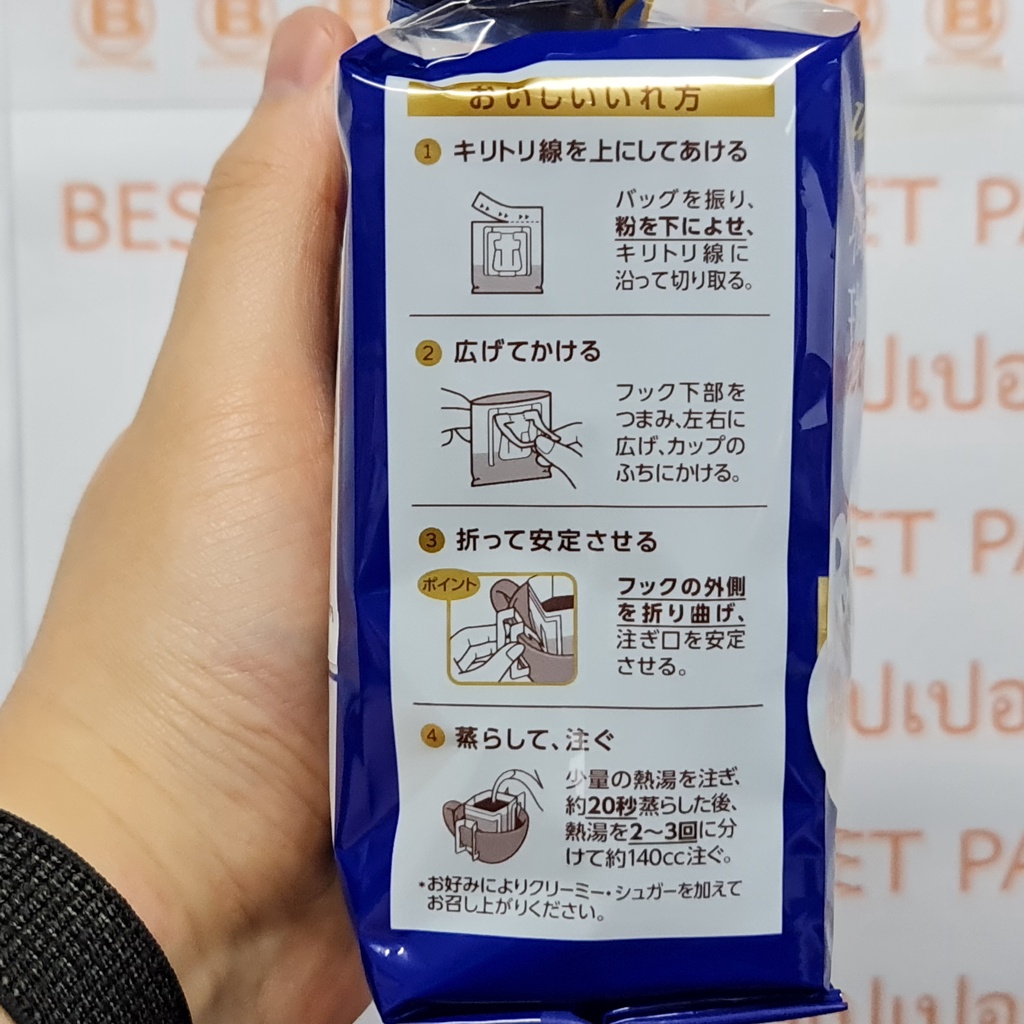 おいしいいれ方
1 キリトリ線を上にしてあける
バッグを振り、
粉を下によせ、
キリトリ線に
沿って切り取る。
2 広げてかける
フック下部を
つまみ、左右に
広げ、カップの
ふちにかける。
3 折って安定させる
ポイント
フックの外側
を折り曲げ、
注ぎ口を安定
させる。
4 蒸らして、注ぐ
少量の熱湯を注ぎ、
約20秒蒸らした後、
熱湯を2〜3回に分
けて約140cc注ぐ。
*お好みによりクリーミー・シュガーを加えて
お召し上がりください。
BES
ET PA
ET PA
ET PA